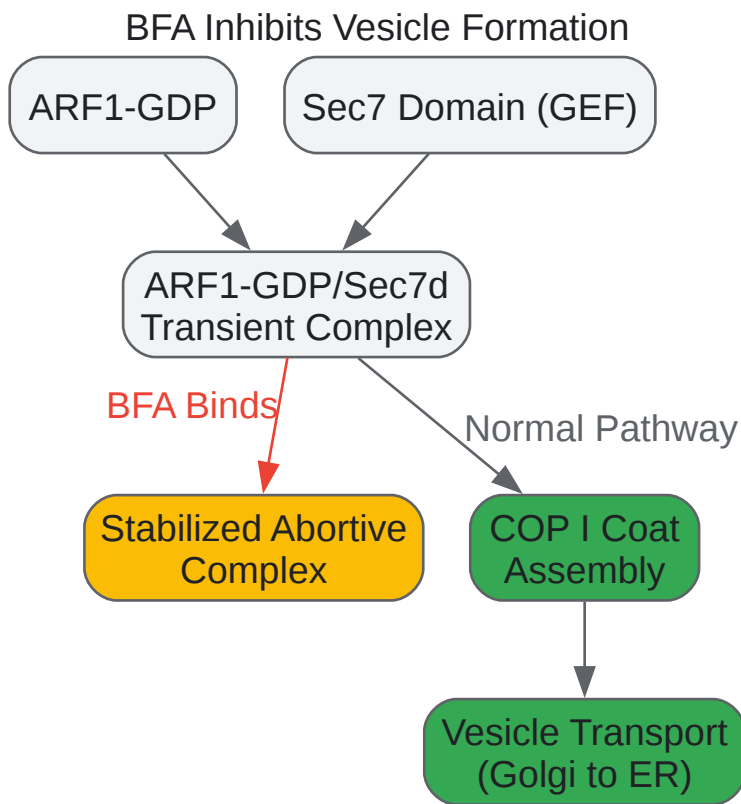 BFA Inhibits Vesicle Formation
ARF1-GDP
Sec7 Domain (GEF)
ARF1-GDP/Sec7d
Transient Complex
BFA Binds
Normal Pathway
Stabilized Abortive
Complex
COP I Coat
Assembly
Vesicle Transport
(Golgi to ER)